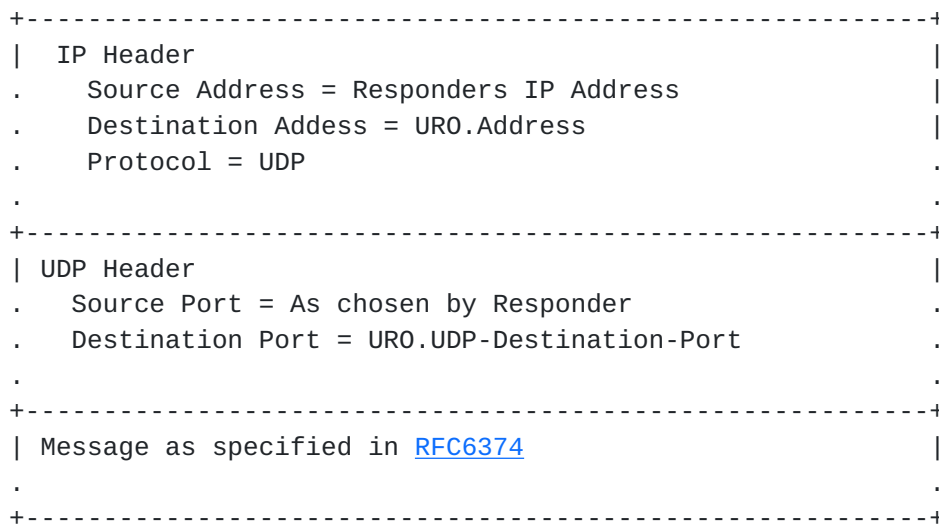 +----------------------------------------------------------+
|  IP Header                                               |
.    Source Address = Responders IP Address                |
.    Destination Addess = URO.Address                      |
.    Protocol = UDP                                        .
.                                                          .
+----------------------------------------------------------+
| UDP Header                                               |
.   Source Port = As chosen by Responder                   .
.   Destination Port = URO.UDP-Destination-Port            .
.                                                          .
+----------------------------------------------------------+
| Message as specified in RFC6374                          |
.                                                          .
+----------------------------------------------------------+